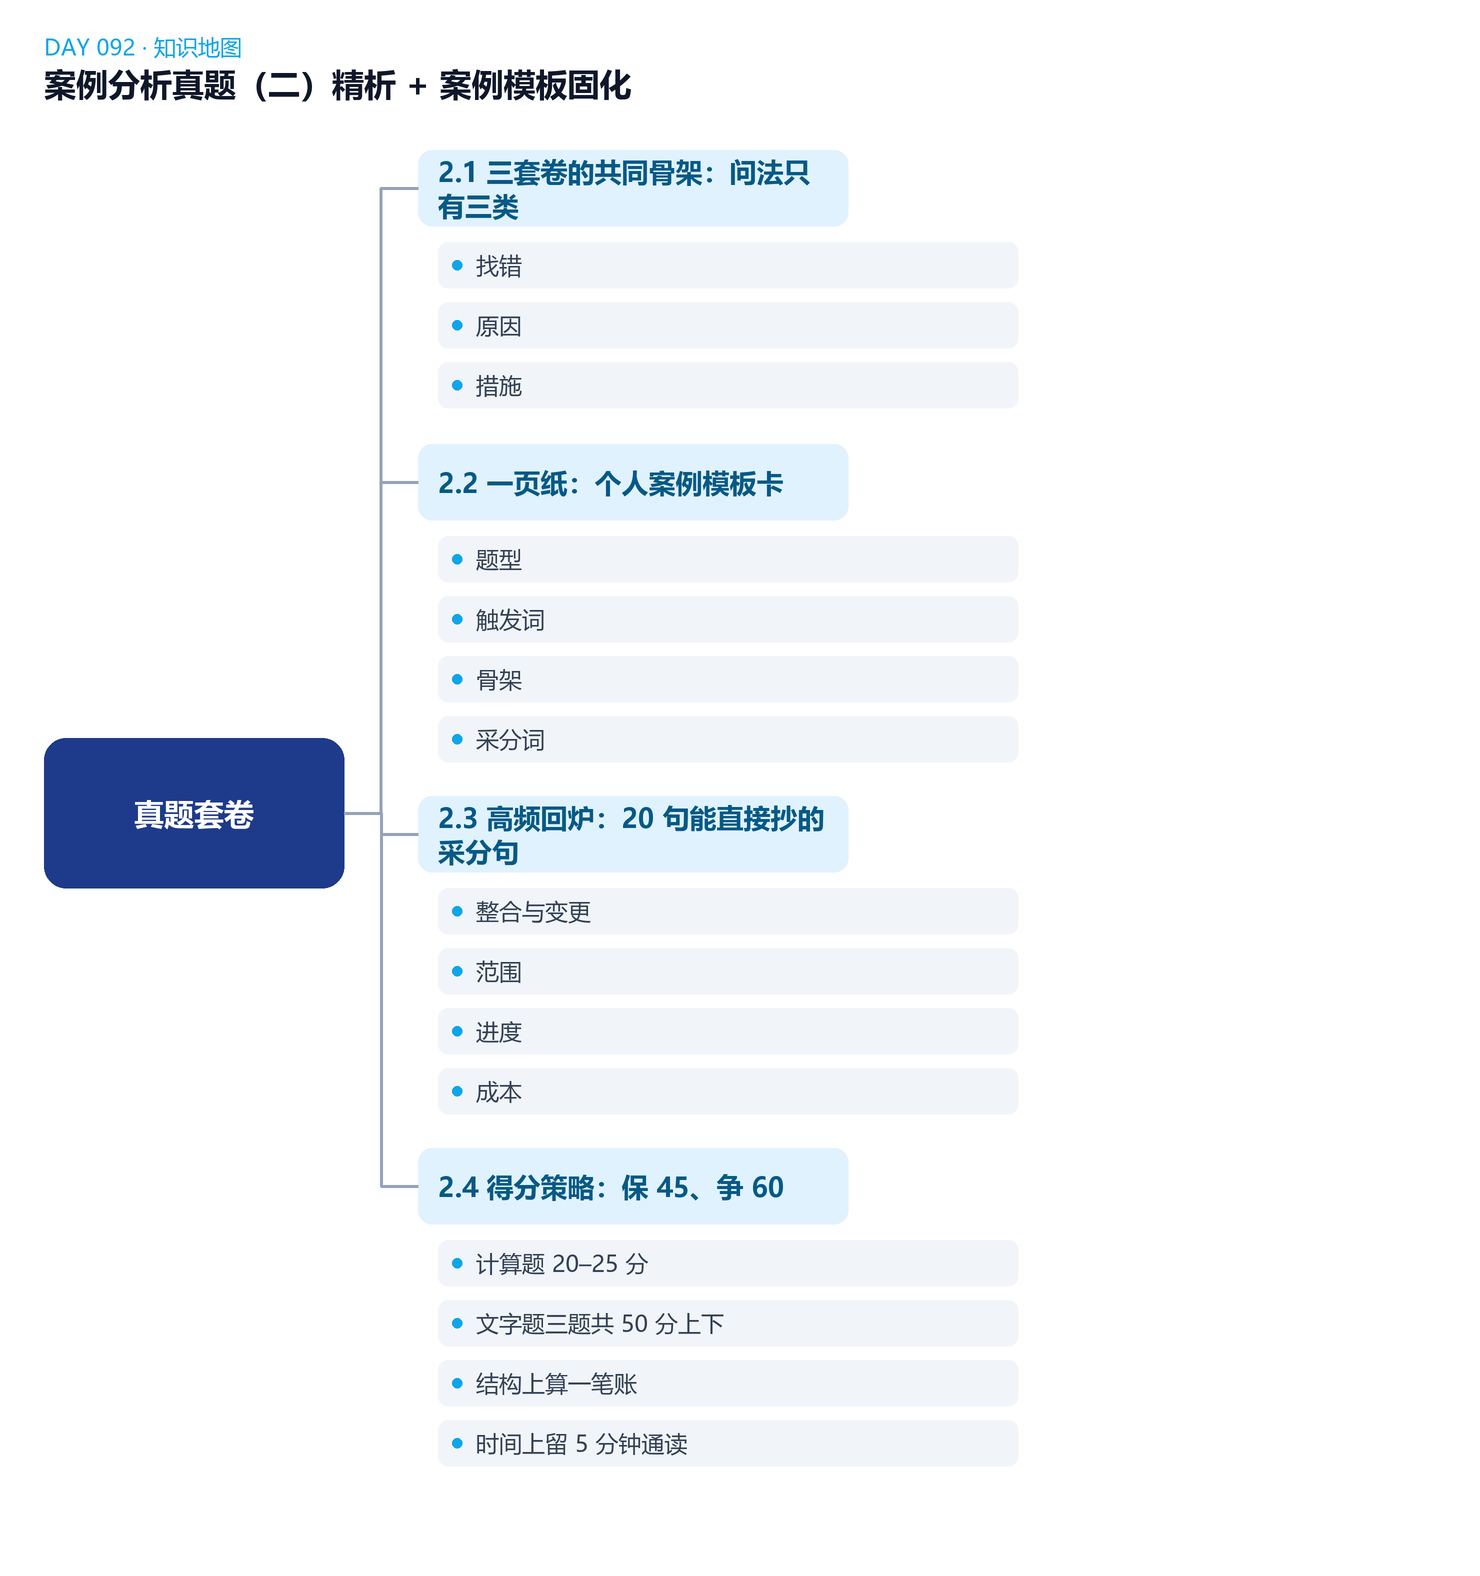 DAY 092 · 知识地图
案例分析真题（二）精析 + 案例模板固化
2.1 三套卷的共同骨架：问法只
有三类
找错
原因
措施
2.2 一页纸：个人案例模板卡
题型
触发词
骨架
采分词
真题套卷
2.3 高频回炉：20 句能直接抄的
采分句
整合与变更
范围
进度
成本
2.4 得分策略：保 45、争 60
计算题 20–25 分
文字题三题共 50 分上下
结构上算一笔账
时间上留 5 分钟通读